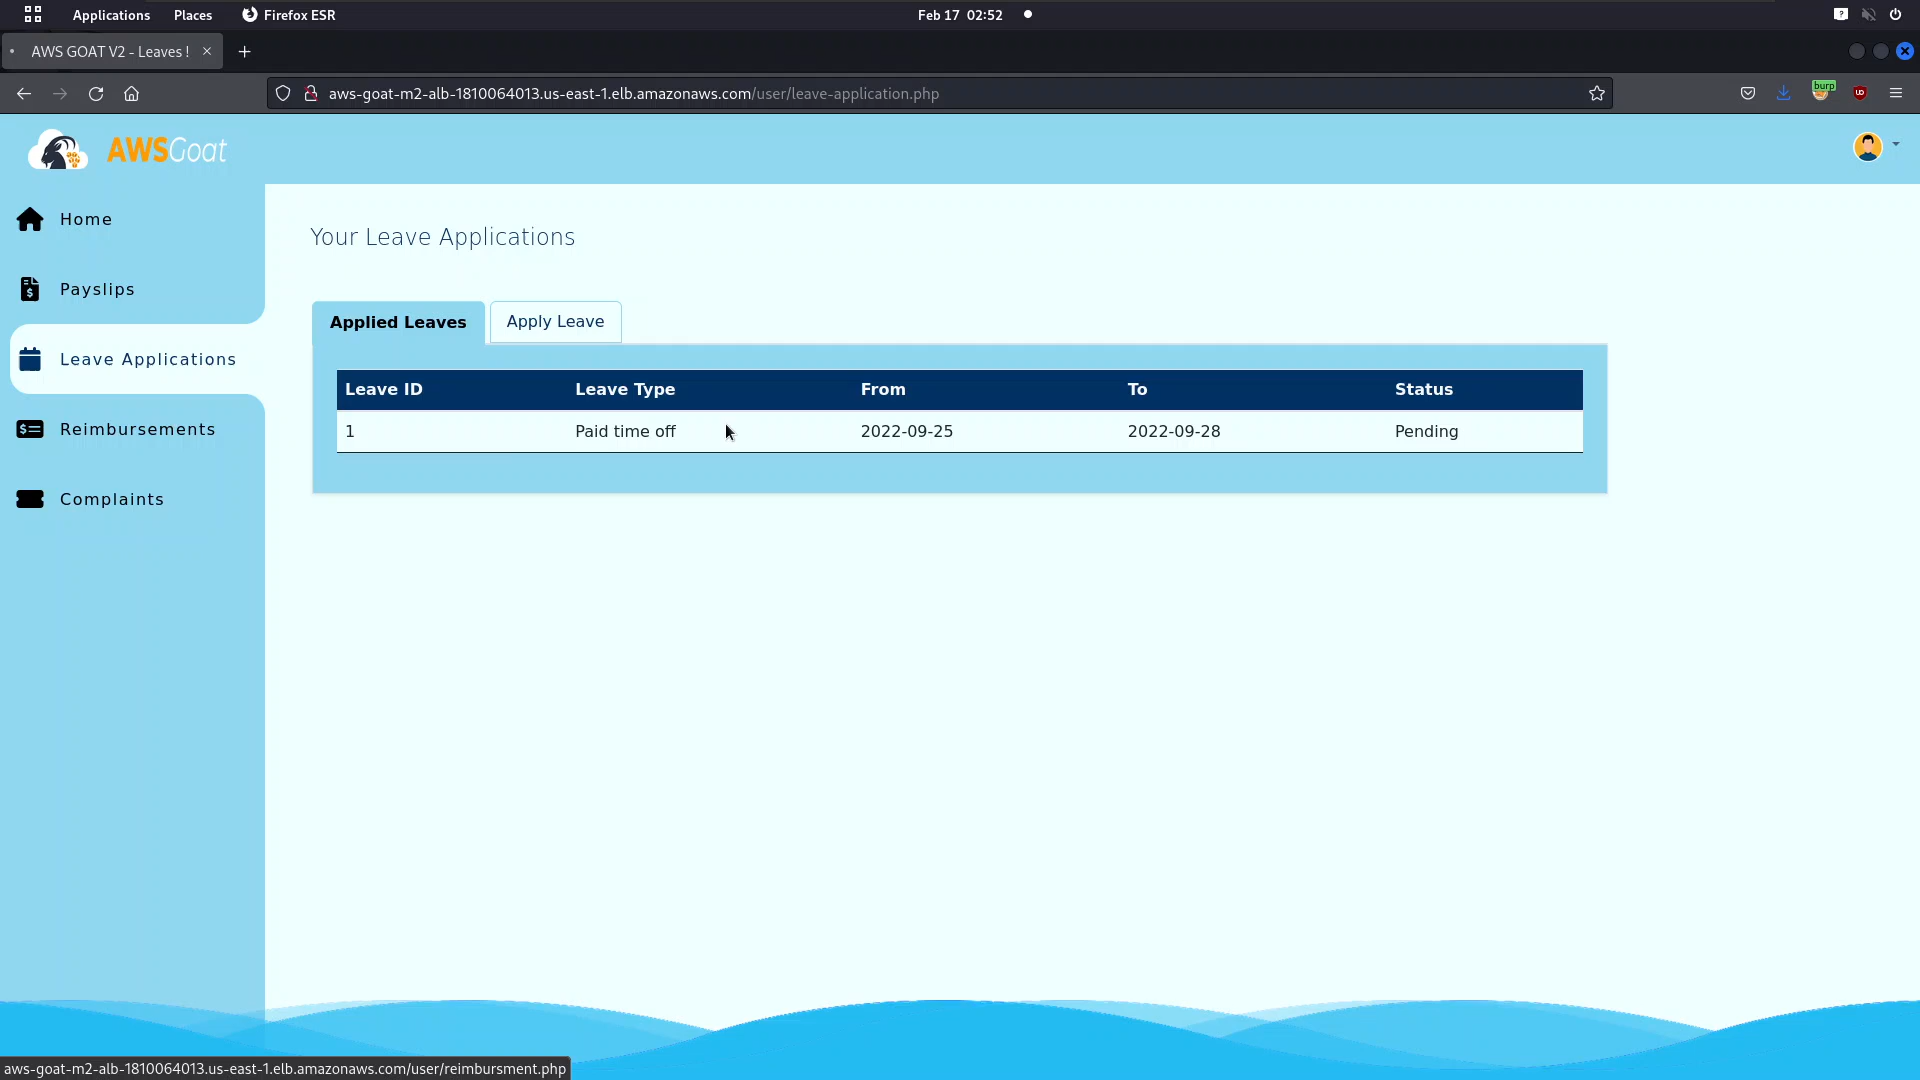 Applications Places Firefox ESR Feb 17 02:52
AWS GOAT V2 - Leaves !
aws-goat-m2-alb-1810064013.us-east-1.elb.amazonaws.com/user/leave-application.php
burp
AWSGoat
Home
Payslips
Leave Applications
Reimbursements
Complaints
Your Leave Applications
Applied Leaves Apply Leave
Leave ID Leave Type From To Status
1 Paid time off 2022-09-25 2022-09-28 Pending
aws-goat-m2-alb-1810064013.us-east-1.elb.amazonaws.com/user/reimbursment.php